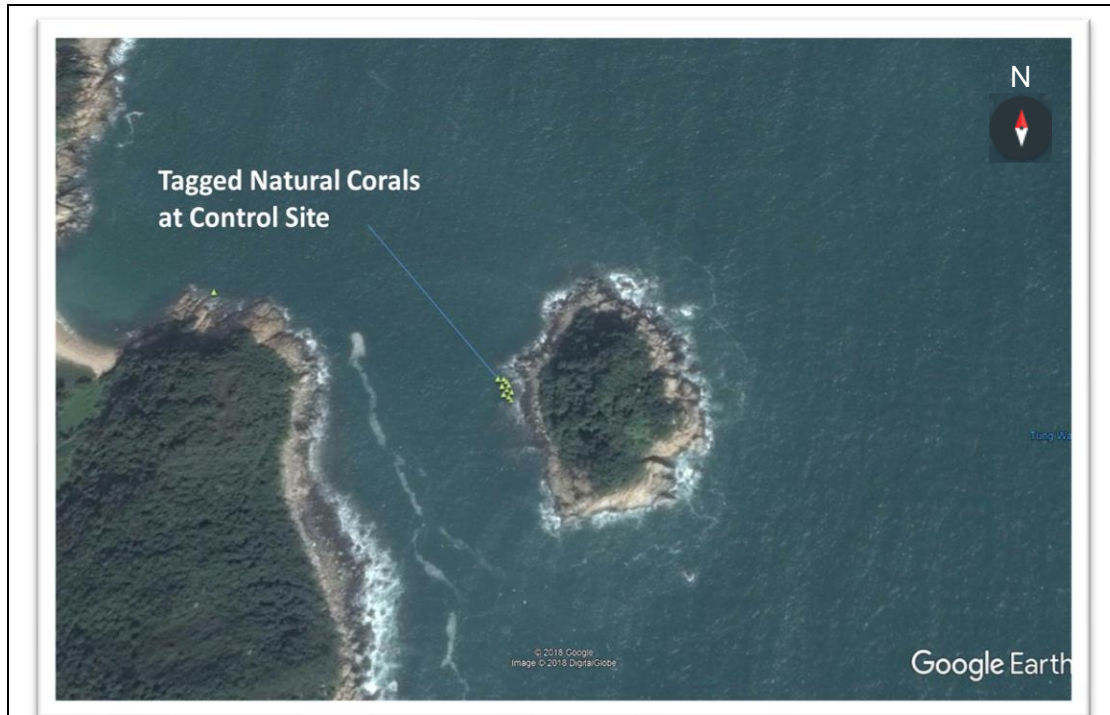 N
Tagged Natural Corals
at Control Site
© 2018 Google
Image © 2018 DigitalGlobe
Google Earth